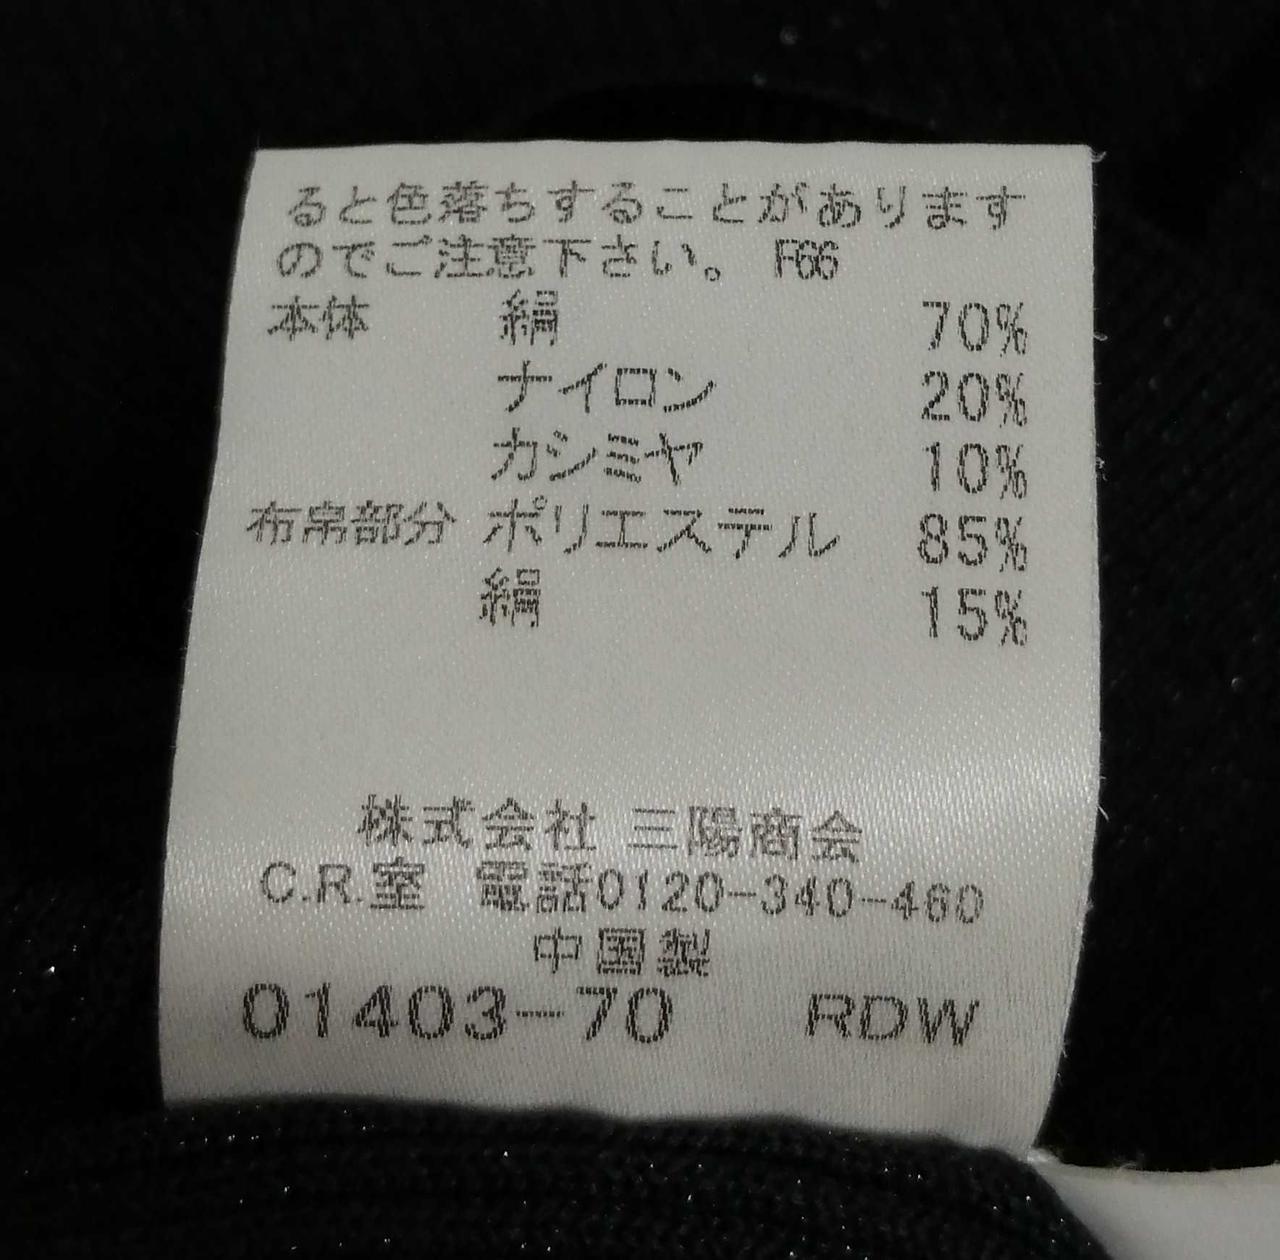 ると色落ちすることがあります
のでご注意下さい。 F66
本体 絹 70%
ナイロン 20%
カシミヤ 10%
布帛部分 ポリエステル 85%
絹 15%
株式会社 三陽商会
C.R.室 電話0120-340-460
中国製
01403-70 RDW